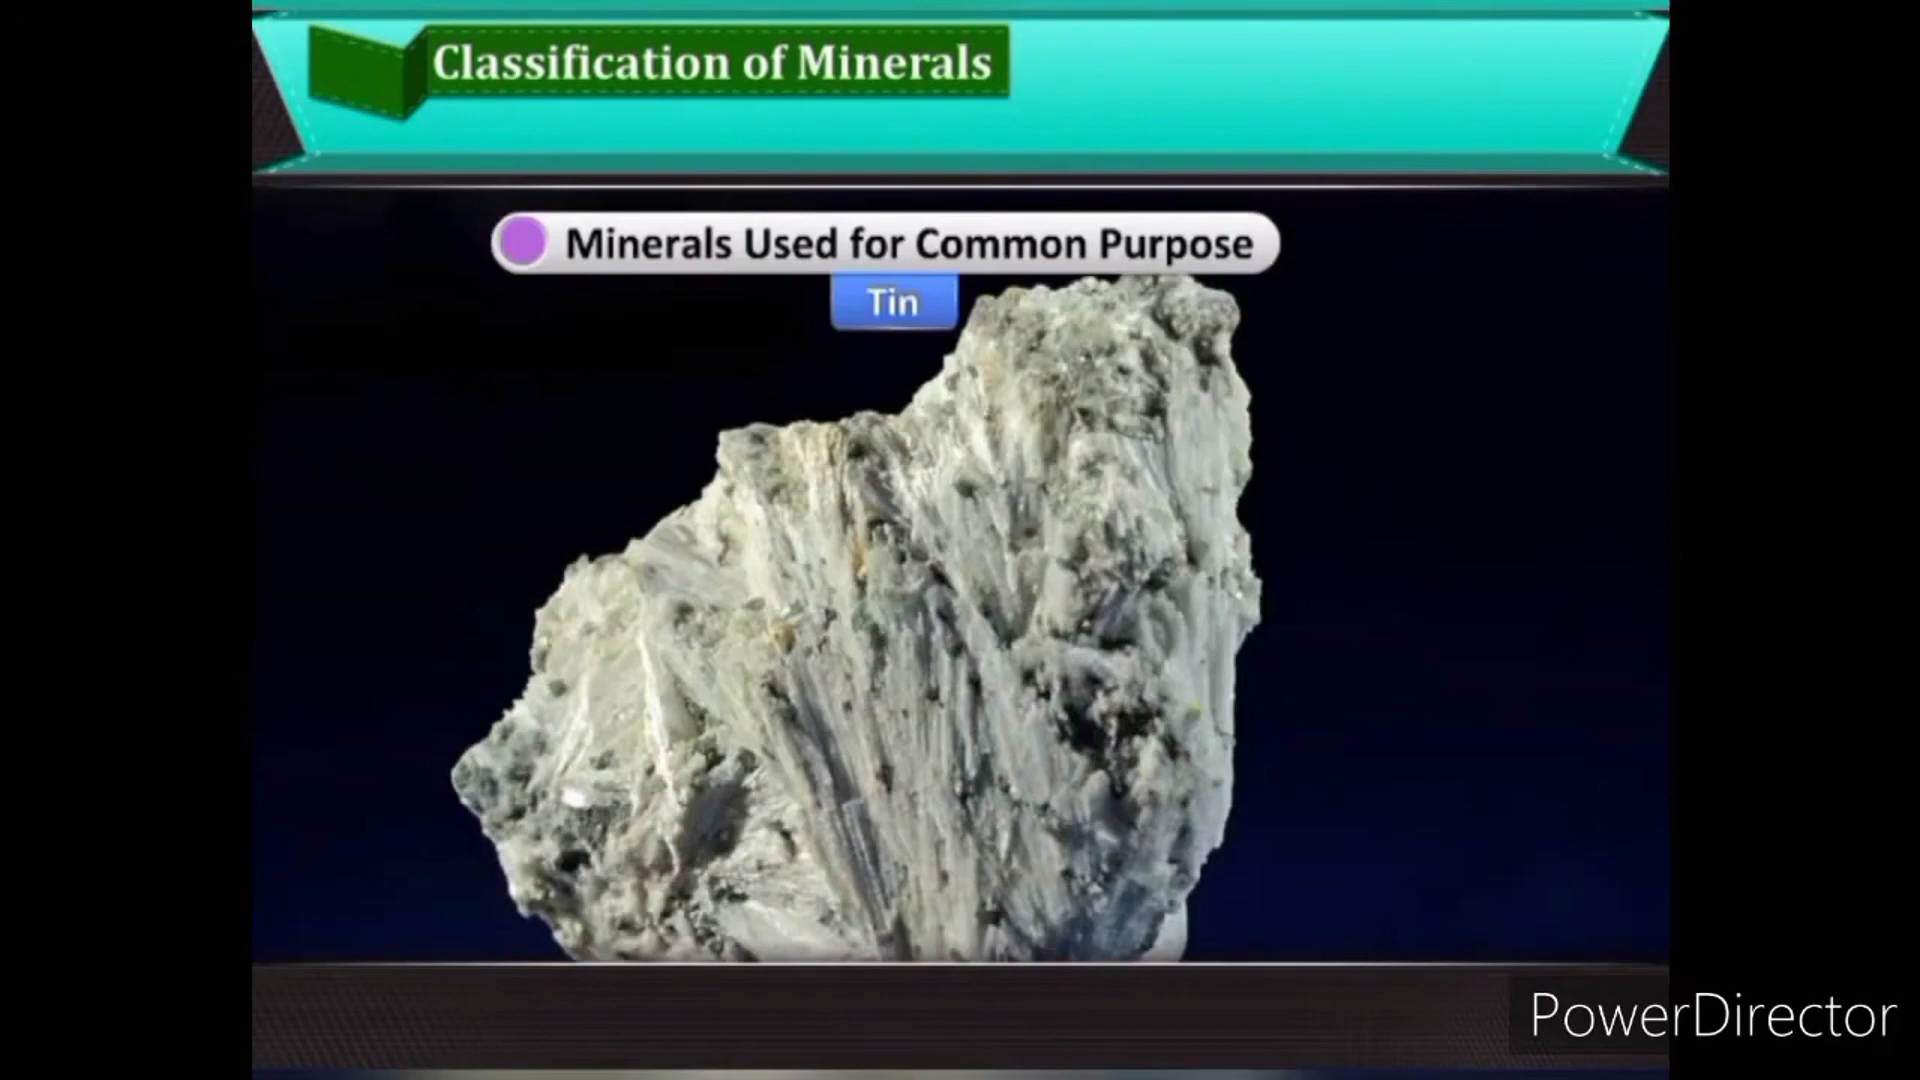 Classification of Minerals
Minerals Used for Common Purpose
Tin
PowerDirector